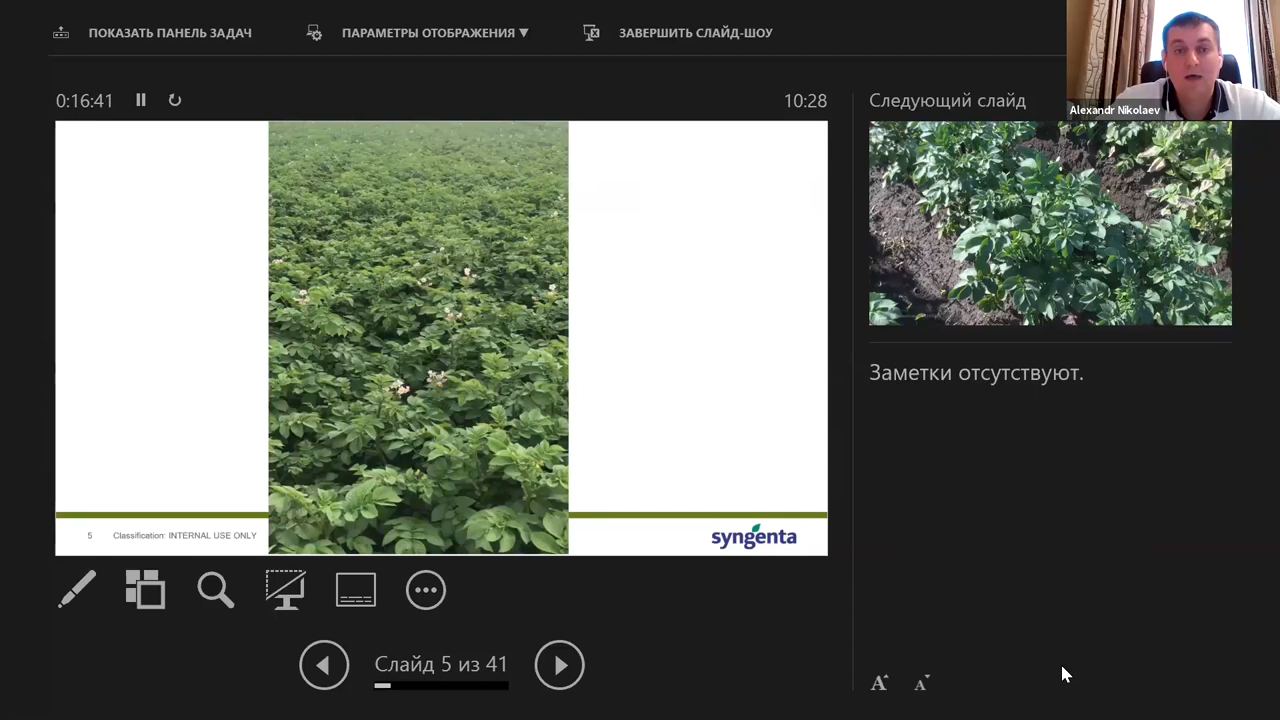 ПОКАЗАТЬ ПАНЕЛЬ ЗАДАЧ
ПАРАМЕТРЫ ОТОБРАЖЕНИЯ ▼
ЗАВЕРШИТЬ СЛАЙД-ШОУ
0:16:41
10:28
Следующий слайд
Alexandr Nikolaev
5
Classification: INTERNAL USE ONLY
syngenta
Заметки отсутствуют.
Слайд 5 из 41
A A